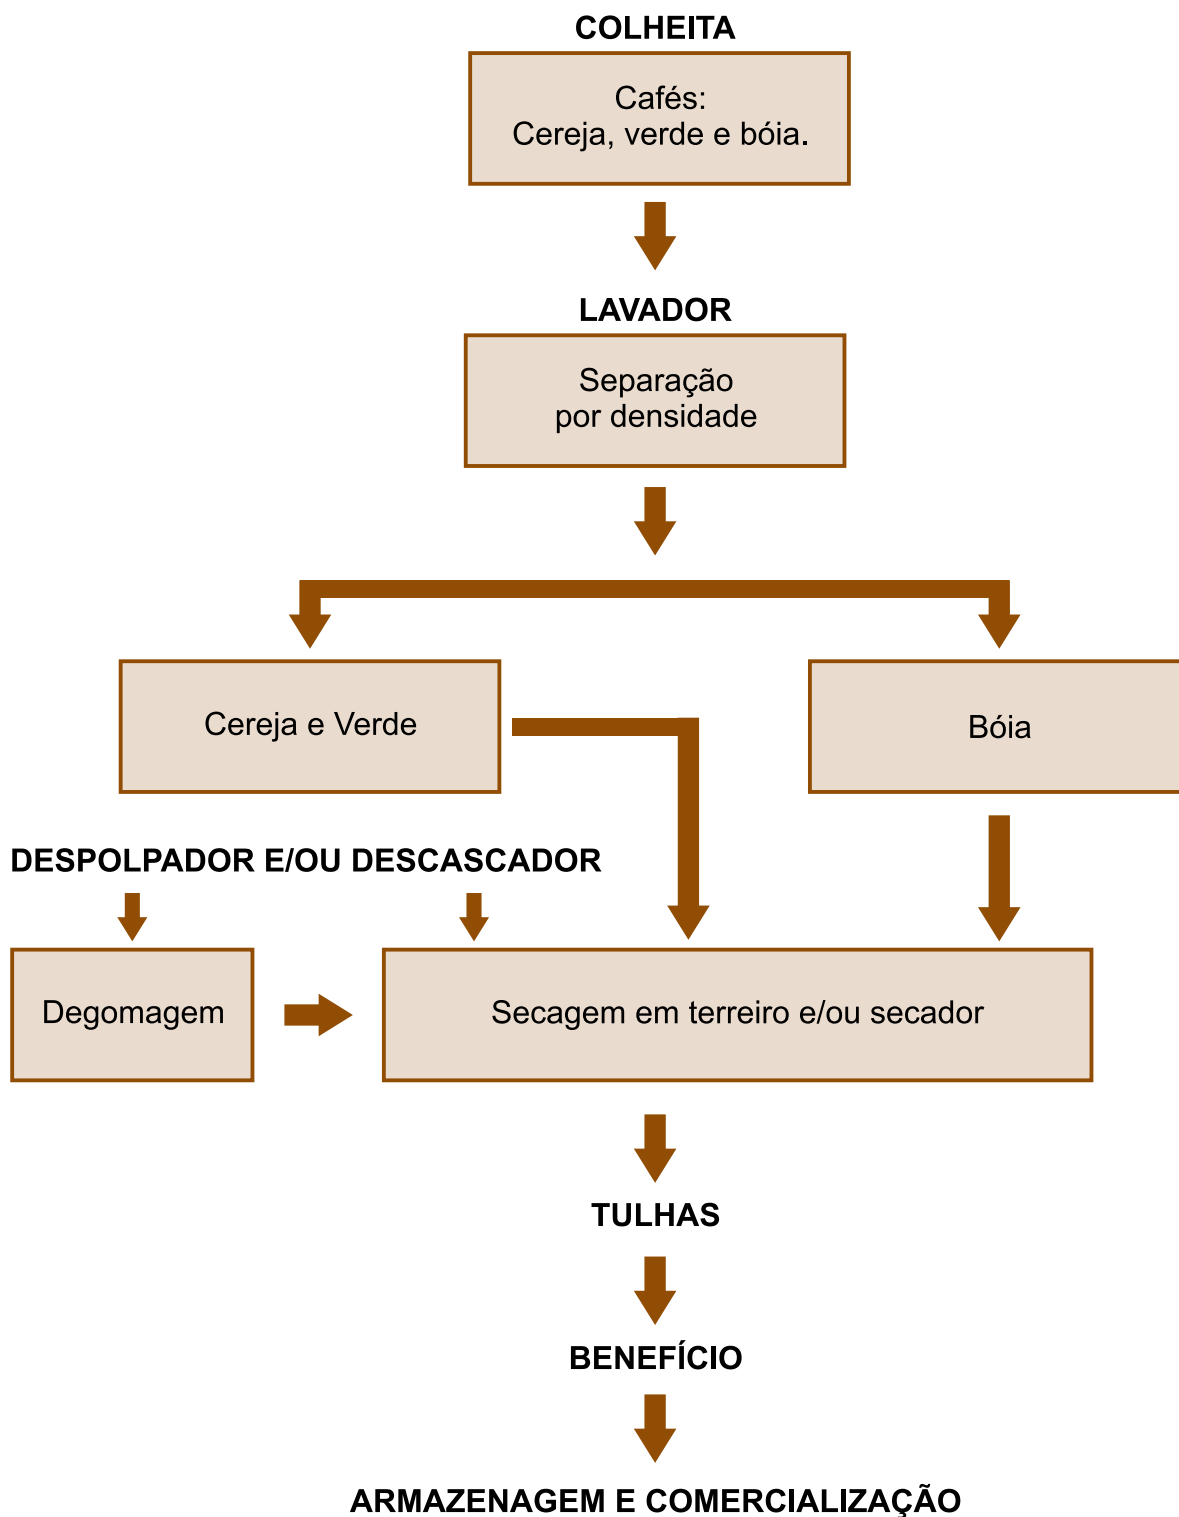 COLHEITA
Cafés:
Cereja, verde e bóia.
LAVADOR
Separação
por densidade
Cereja e Verde
Bóia
DESPOLPADOR E/OU DESCASCADOR
Degomagem
Secagem em terreiro e/ou secador
TULHAS
BENEFÍCIO
ARMAZENAGEM E COMERCIALIZAÇÃO